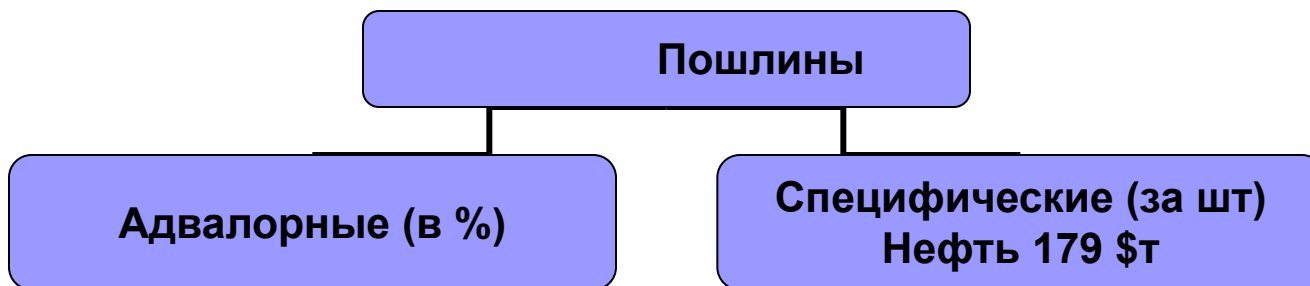 Пошлины
Адвалорные (в %)
Специфические (за шт)
Нефть 179 $т